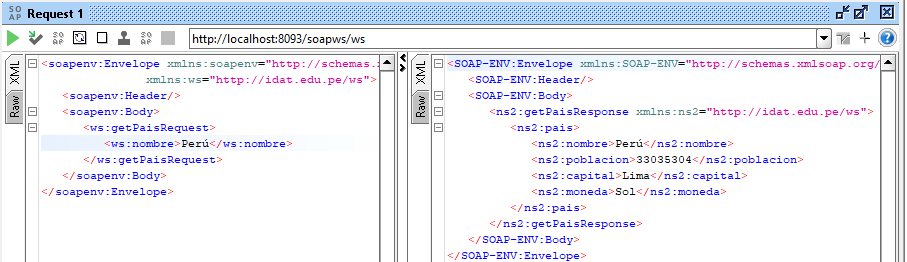 SO AP Request 1
http://localhost:8093/soapws/ws
XML
Raw
<soapenv:Envelope xmlns:soapenv="http://schemas.x
xmlns:ws="http://idat.edu.pe/ws">
<soapenv:Header/>
<soapenv:Body>
<ws:getPaisRequest>
<ws:nombre>Perú</ws:nombre>
</ws:getPaisRequest>
</soapenv:Body>
</soapenv:Envelope>
XML
Raw
<SOAP-ENV:Envelope xmlns:SOAP-ENV="http://schemas.xmlsoap.org/
<SOAP-ENV:Header/>
<SOAP-ENV:Body>
<ns2:getPaisResponse xmlns:ns2="http://idat.edu.pe/ws">
<ns2:pais>
<ns2:nombre>Perú</ns2:nombre>
<ns2:poblacion>33035304</ns2:poblacion>
<ns2:capital>Lima</ns2:capital>
<ns2:moneda>Sol</ns2:moneda>
</ns2:pais>
</ns2:getPaisResponse>
</SOAP-ENV:Body>
</SOAP-ENV:Envelope>